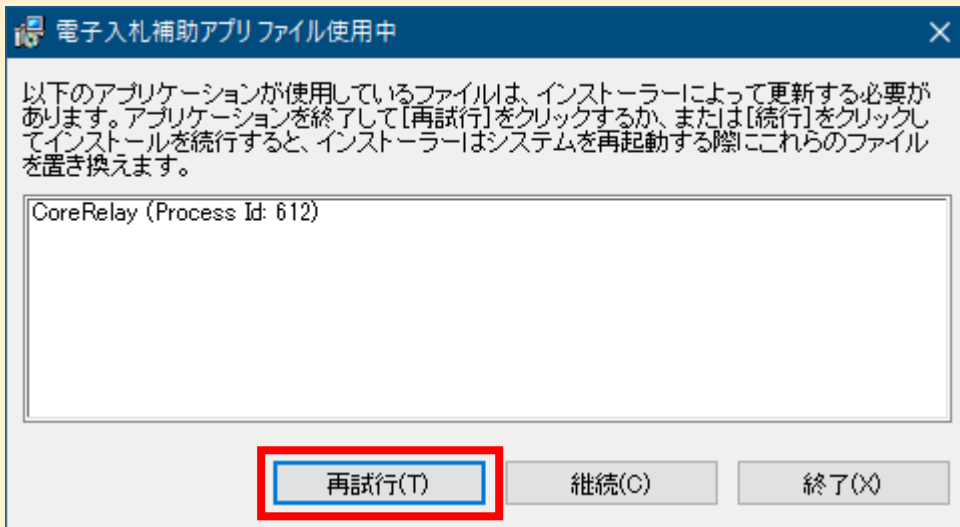 電子入札補助アプリ ファイル使用中
以下のアプリケーションが使用しているファイルは、インストーラーによって更新する必要が
あります。アプリケーションを終了して[再試行]をクリックするか、または[続行]をクリックし
てインストールを続行すると、インストーラーはシステムを再起動する際にこれらのファイル
を置き換えます。
CoreRelay (Process Id: 612)
再試行(T) 継続(C) 終了(X)